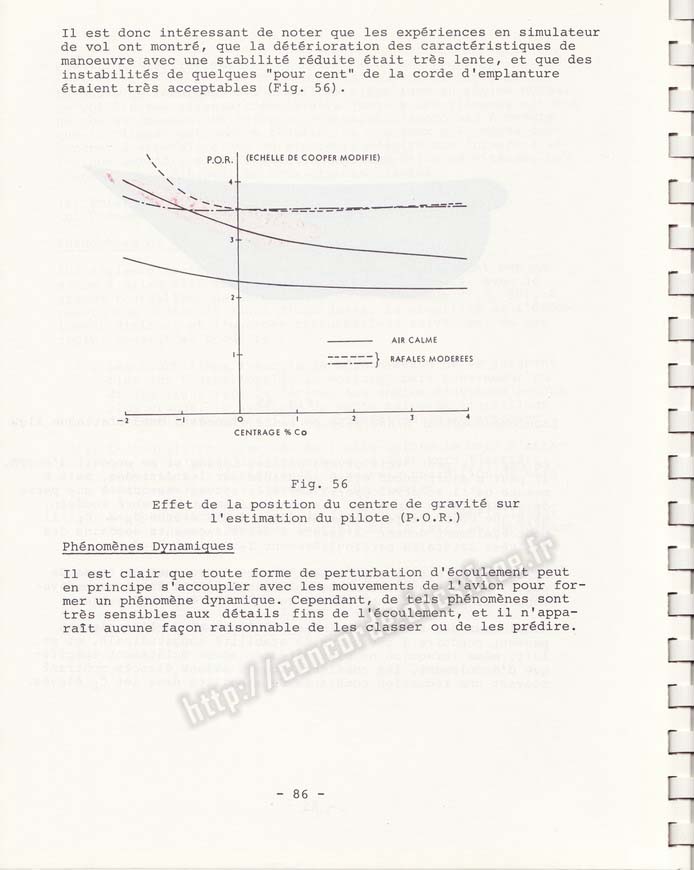 Il est donc intéressant de noter que les expériences en simulateur
de vol ont montré, que la détérioration des caractéristiques de
manoeuvre avec une stabilité réduite était très lente, et que des
instabilités de quelques "pour cent" de la corde d'emplanture
étaient très acceptables (Fig. 56).
P.O.R. (ECHELLE DE COOPER MODIFIE)
4
3
2
1
AIR CALME
RAFALES MODEREES
-2 -1 0 1 2 3 4
CENTRAGE % Co
Fig. 56
Effet de la position du centre de gravité sur
l'estimation du pilote (P.O.R.)
Phénomènes Dynamiques
Il est clair que toute forme de perturbation d'écoulement peut
en principe s'accoupler avec les mouvements de l'avion pour for-
mer un phénomène dynamique. Cependant, de tels phénomènes sont
très sensibles aux détails fins de l'écoulement, et il n'appa-
raît aucune façon raisonnable de les classer ou de les prédire.
- 86 -